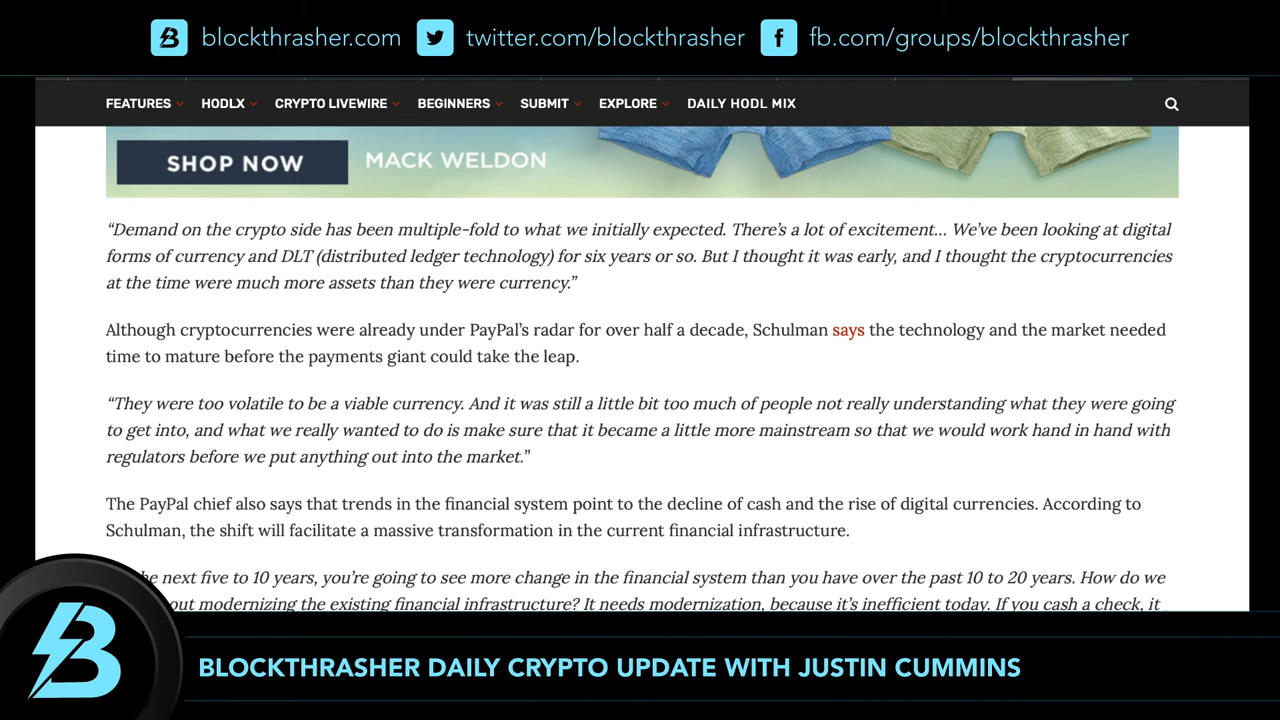 B blockthrasher.com twitter.com/blockthrasher fb.com/groups/blockthrasher
FEATURES HODLX CRYPTO LIVEWIRE BEGINNERS SUBMIT EXPLORE DAILY HODL MIX
SHOP NOW MACK WELDON
“Demand on the crypto side has been multiple-fold to what we initially expected. There’s a lot of excitement… We’ve been looking at digital
forms of currency and DLT (distributed ledger technology) for six years or so. But I thought it was early, and I thought the cryptocurrencies
at the time were much more assets than they were currency.”
Although cryptocurrencies were already under PayPal’s radar for over half a decade, Schulman says the technology and the market needed
time to mature before the payments giant could take the leap.
“They were too volatile to be a viable currency. And it was still a little bit too much of people not really understanding what they were going
to get into, and what we really wanted to do is make sure that it became a little more mainstream so that we would work hand in hand with
regulators before we put anything out into the market.”
The PayPal chief also says that trends in the financial system point to the decline of cash and the rise of digital currencies. According to
Schulman, the shift will facilitate a massive transformation in the current financial infrastructure.
next five to 10 years, you’re going to see more change in the financial system than you have over the past 10 to 20 years. How do we
modernizing the existing financial infrastructure? It needs modernization, because it’s inefficient today. If you cash a check, it
B
BLOCKTHRASHER DAILY CRYPTO UPDATE WITH JUSTIN CUMMINS